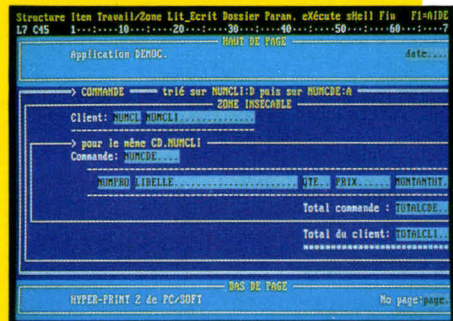 Structure Item Travail/Zone Lit_Ecrit Dossier Param. eXécute sHell Fin F1=AIDE
L7 C45 1...:...10...:...20...:...30...:...40...:...50...:...60...:...7
HAUT DE PAGE
Application DEMOC. date....
> COMMANDE trié sur NUMCLI:D puis sur NUMCDE:A
ZONE INSECABLE
Client: NUMCL NUMCLI..............
> pour le même CD.NUMCLI
Commande: NUMCDE....
NUMPRO LIBELLE....................... QTE.. PRIX...... MONTANTHT.
Total commande : TOTALCDE..
Total du client: TOTALCLI..
BAS DE PAGE
HYPER-PRINT 2 de PC/SOFT No page:page.